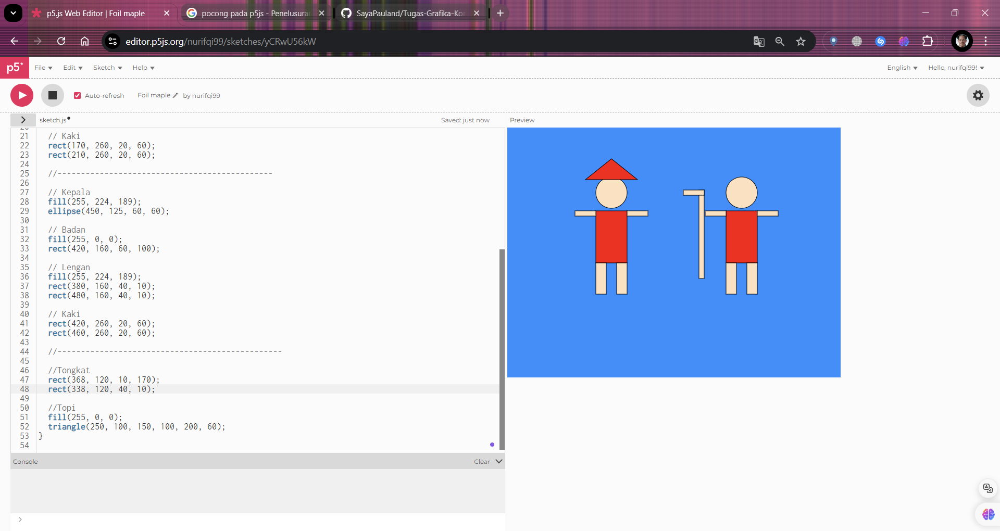 p5.js Web Editor | Foil maple
pocong pada p5js - Penelusura
SayaPauland/Tugas-Grafika-Ko
editor.p5js.org/nurifqi99/sketches/yCRwU56kW
p5* File Edit Sketch Help English Hello, nurifqi99!
Auto-refresh Foil maple by nurifqi99
sketch.js Saved: just now Preview
21 // Kaki
22 rect(170, 260, 20, 60);
23 rect(210, 260, 20, 60);
24
25 //----------------------------------------------
26
27 // Kepala
28 fill(255, 224, 189);
29 ellipse(450, 125, 60, 60);
30
31 // Badan
32 fill(255, 0, 0);
33 rect(420, 160, 60, 100);
34
35 // Lengan
36 fill(255, 224, 189);
37 rect(380, 160, 40, 10);
38 rect(480, 160, 40, 10);
39
40 // Kaki
41 rect(420, 260, 20, 60);
42 rect(460, 260, 20, 60);
43
44 //------------------------------------------------
45
46 //Tongkat
47 rect(368, 120, 10, 170);
48 rect(338, 120, 40, 10);
49
50 //Topi
51 fill(255, 0, 0);
52 triangle(250, 100, 150, 100, 200, 60);
53 }
54
Console Clear
>